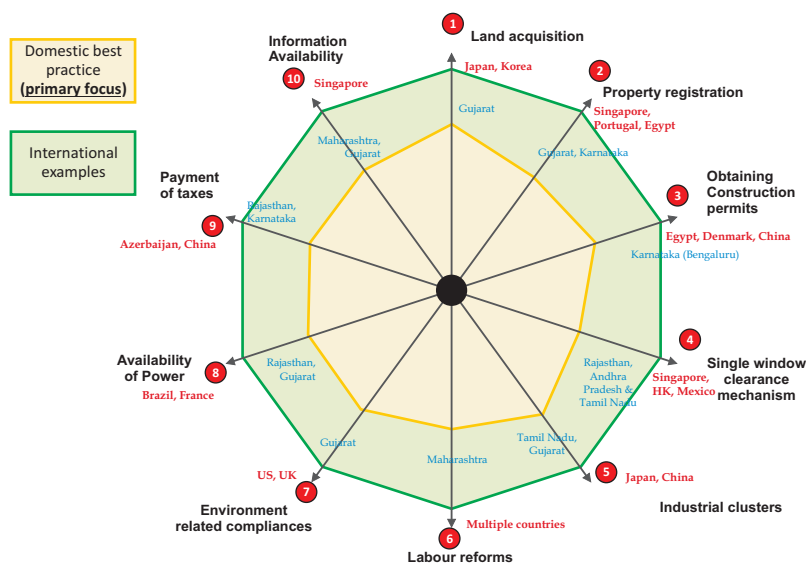 Domestic best
practice
(primary focus)
International
examples
1
Land acquisition
Japan, Korea
Gujarat
2
Property registration
Singapore,
Portugal, Egypt
Gujarat, Karnataka
3
Obtaining
Construction
permits
Egypt, Denmark, China
Karnataka (Bengaluru)
4
Single window
clearance
mechanism
Singapore,
HK, Mexico
Rajasthan,
Andhra
Pradesh &
Tamil Nadu
5
Industrial clusters
Japan, China
Tamil Nadu,
Gujarat
6
Labour reforms
Multiple countries
Maharashtra
7
Environment
related compliances
US, UK
Gujarat
8
Availability
of Power
Brazil, France
Rajasthan,
Gujarat
9
Payment
of taxes
Azerbaijan, China
Rajasthan,
Karnataka
10
Information
Availability
Singapore
Maharashtra,
Gujarat